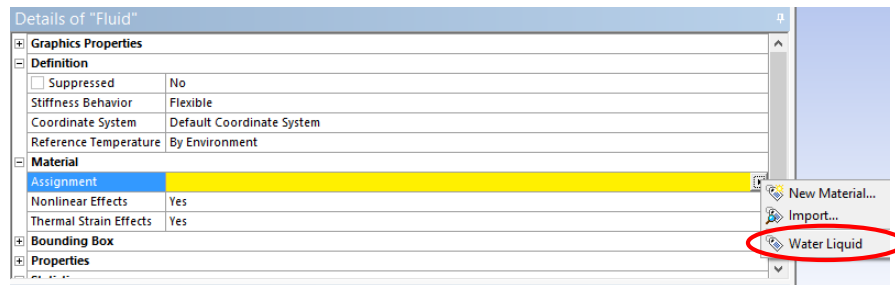 Details of "Fluid"
Graphics Properties
Definition
Suppressed No
Stiffness Behavior Flexible
Coordinate System Default Coordinate System
Reference Temperature By Environment
Material
Assignment
Nonlinear Effects Yes
Thermal Strain Effects Yes
Bounding Box
Properties
New Material...
Import...
Water Liquid